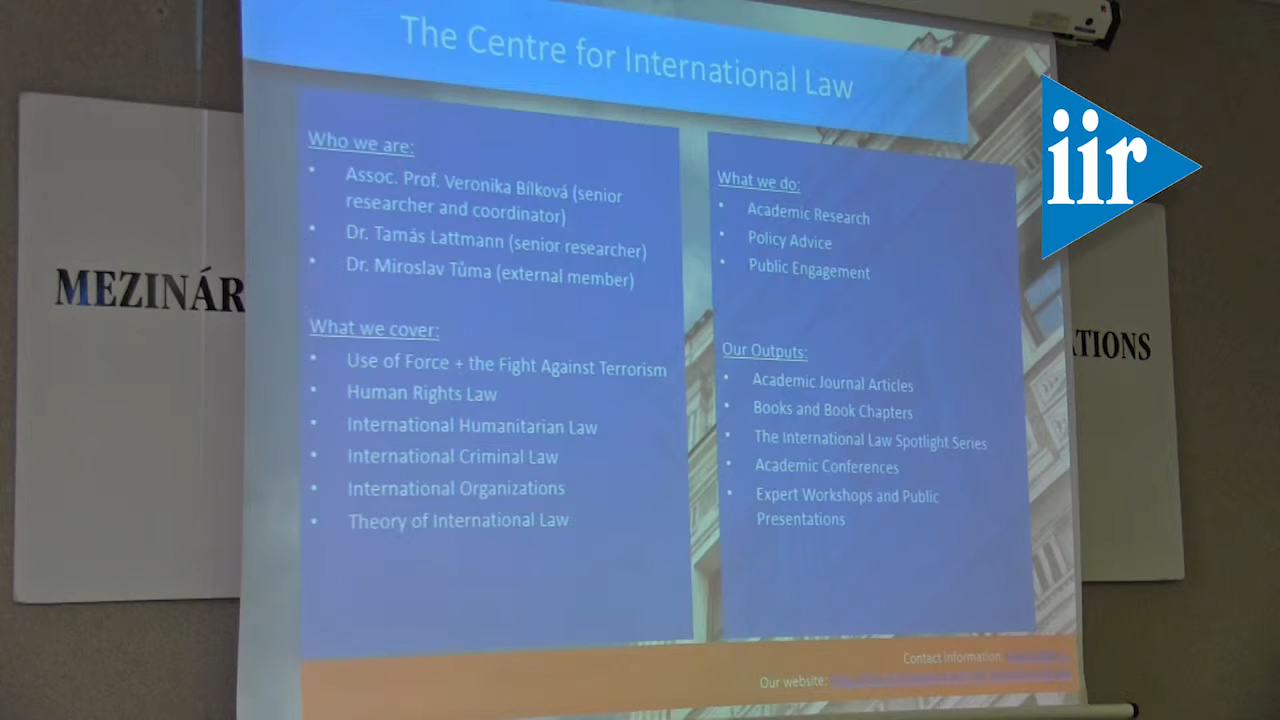 The Centre for International Law
iir
MEZINÁR
ATIONS
Who we are:
• Assoc. Prof. Veronika Bílková (senior
researcher and coordinator)
• Dr. Tamás Lattmann (senior researcher)
• Dr. Miroslav Tůma (external member)
What we cover:
• Use of Force + the Fight Against Terrorism
• Human Rights Law
• International Humanitarian Law
• International Criminal Law
• International Organizations
• Theory of International Law
What we do:
• Academic Research
• Policy Advice
• Public Engagement
Our Outputs:
• Academic Journal Articles
• Books and Book Chapters
• The International Law Spotlight Series
• Academic Conferences
• Expert Workshops and Public
Presentations
Contact information:
Our website: